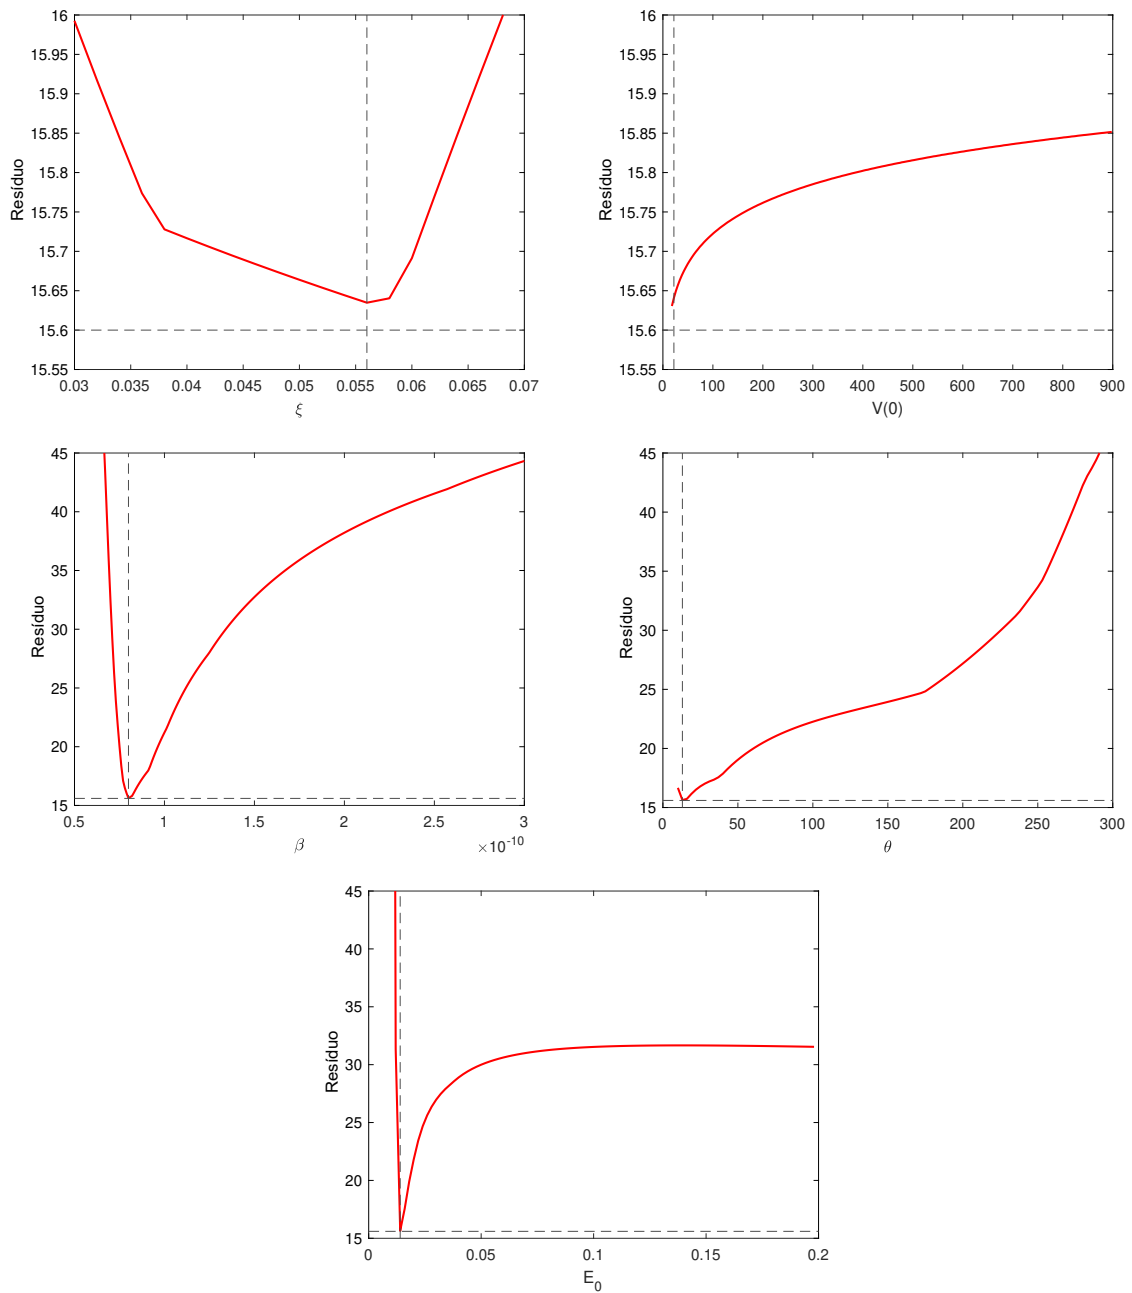 16
15.95
15.9
15.85
15.8
15.75
15.7
15.65
15.6
15.55
Resíduo
0.03 0.035 0.04 0.045 0.05 0.055 0.06 0.065 0.07
ξ
16
15.95
15.9
15.85
15.8
15.75
15.7
15.65
15.6
15.55
Resíduo
0 100 200 300 400 500 600 700 800 900
V(0)
45
40
35
30
25
20
15
Resíduo
0.5 1 1.5 2 2.5 3
β
×10⁻¹⁰
45
40
35
30
25
20
15
Resíduo
0 50 100 150 200 250 300
θ
45
40
35
30
25
20
15
Resíduo
0 0.05 0.1 0.15 0.2
E₀